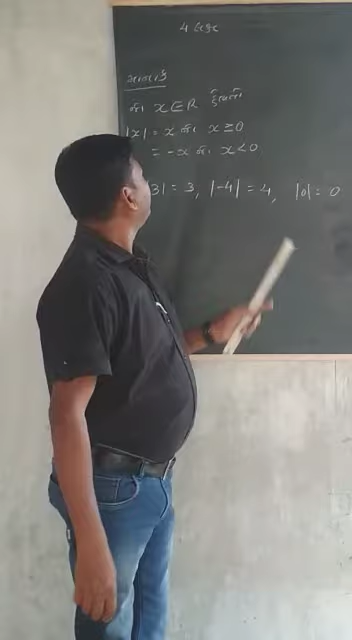 માનાંક
જો x ∈ R હોય તો
|x| = x જો x ≥ 0
= -x જો x < 0
3| = 3, |-4| = 4, |0| = 0